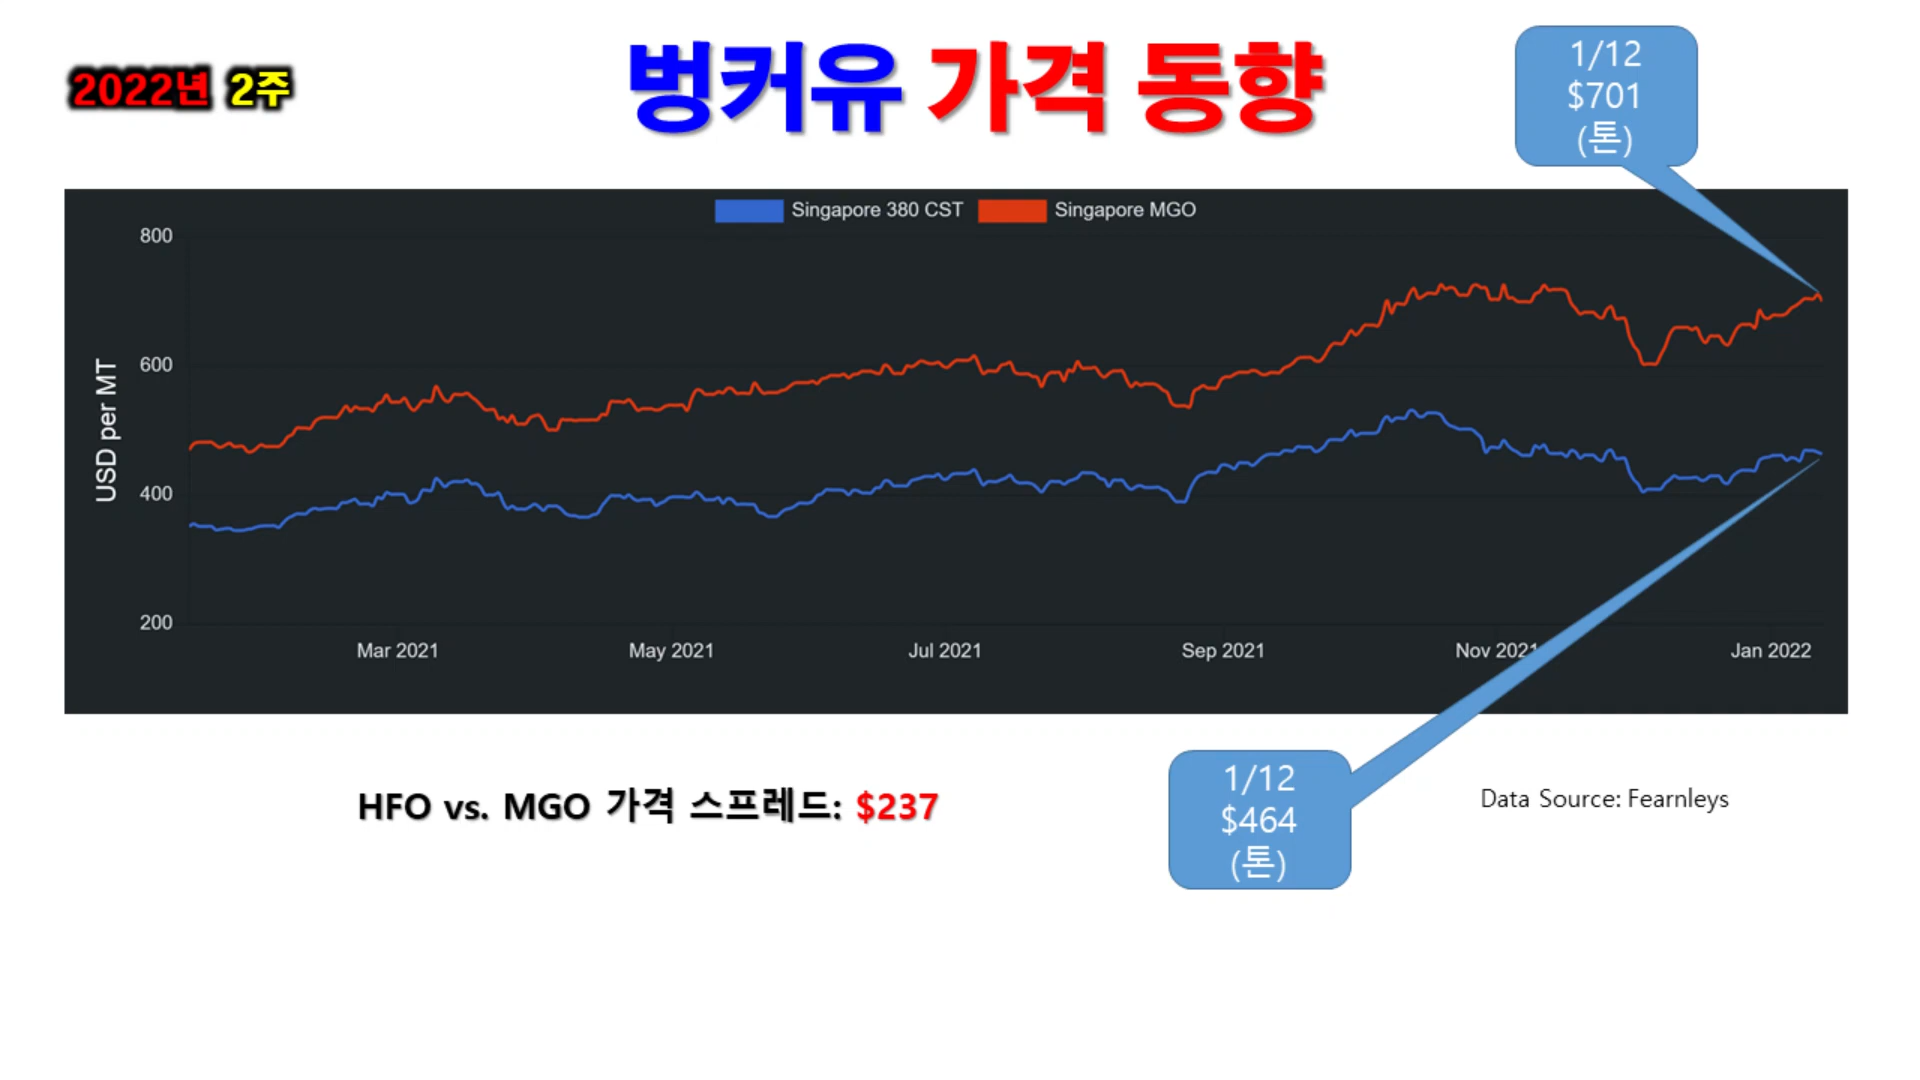 2022년 2주
벙커유 가격 동향
1/12
$701
(톤)
Singapore 380 CST
Singapore MGO
USD per MT
800
600
400
200
Mar 2021
May 2021
Jul 2021
Sep 2021
Nov 2021
Jan 2022
HFO vs. MGO 가격 스프레드: $237
1/12
$464
(톤)
Data Source: Fearnleys